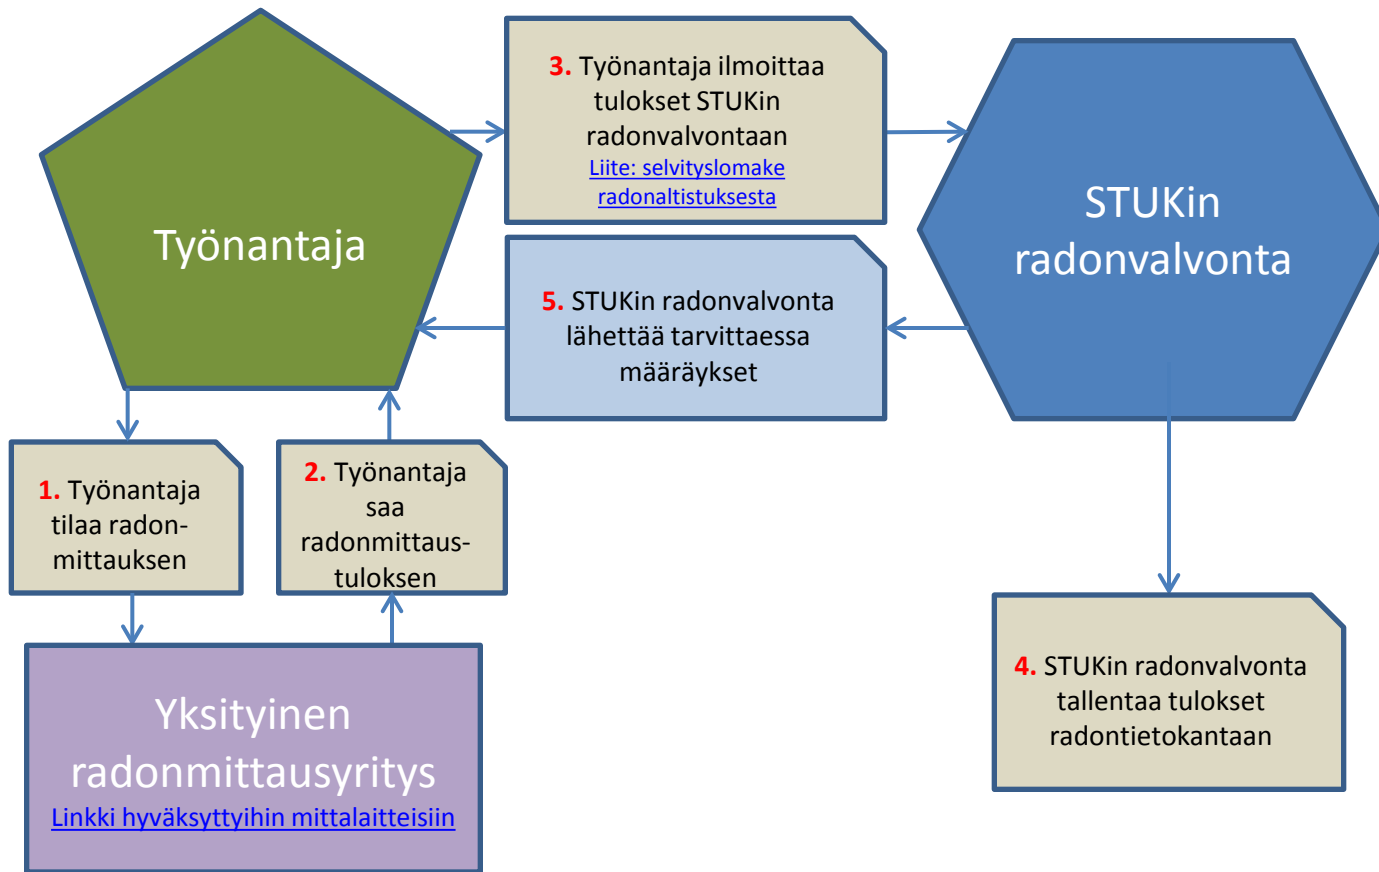 Työnantaja
3. Työnantaja ilmoittaa
tulokset STUKin
radonvalvontaan
Liite: selvityslomake
radonaltistuksesta
STUKin
radonvalvonta
5. STUKin radonvalvonta
lähettää tarvittaessa
määräykset
1. Työnantaja
tilaa radon-
mittauksen
2. Työnantaja
saa
radonmittaus-
tuloksen
Yksityinen
radonmittausyritys
Linkki hyväksyttyihin mittalaitteisiin
4. STUKin radonvalvonta
tallentaa tulokset
radontietokantaan